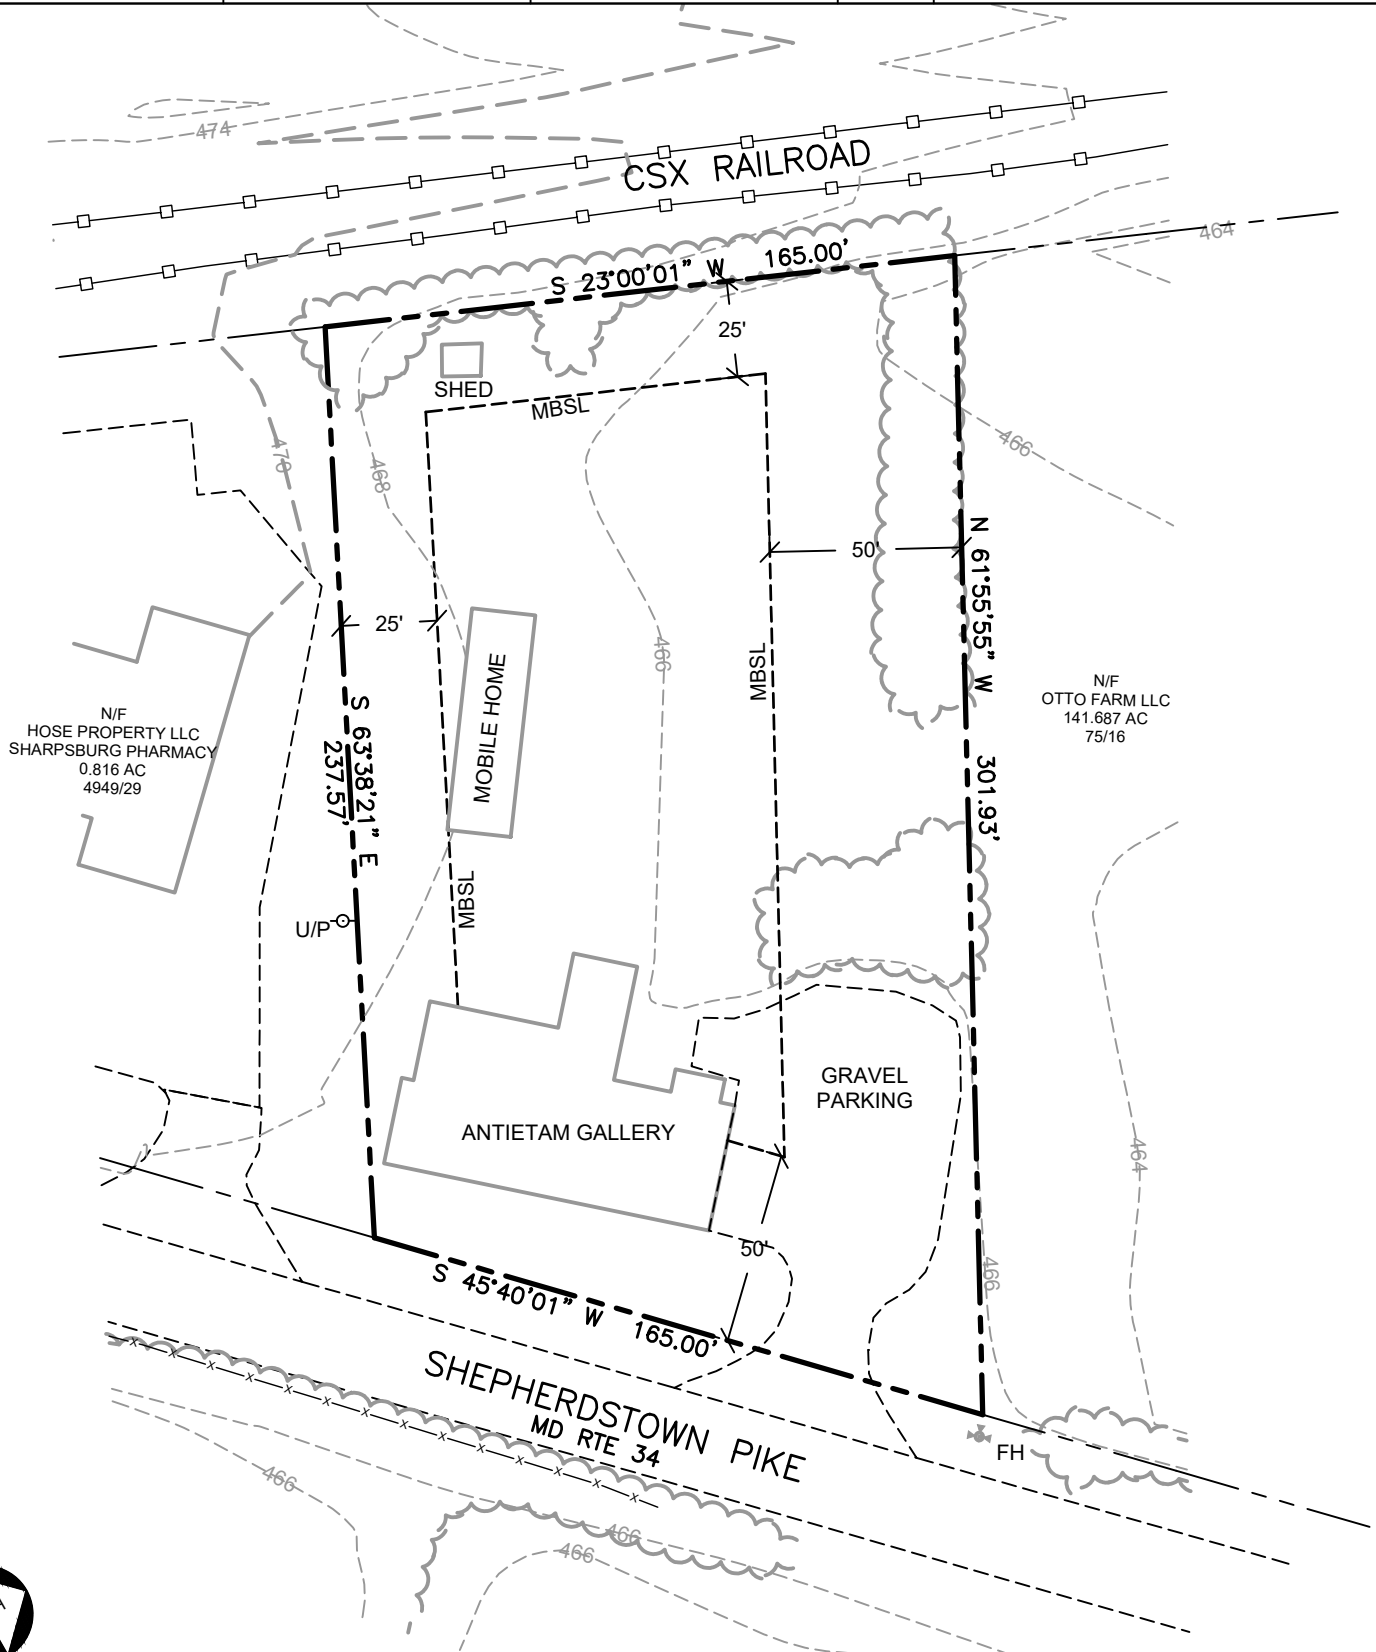 474
CSX RAILROAD
464
S 23°00'01" W 165.00'
25'
SHED
MBSL
470
468
466
50'
N 61°55'55" W
25'
466
MBSL
MOBILE HOME
N/F
OTTO FARM LLC
141.687 AC
75/16
N/F
HOSE PROPERTY LLC
SHARPSBURG PHARMACY
0.816 AC
4949/29
S 63°38'21" E
237.57'
301.93'
MBSL
U/P
GRAVEL
PARKING
ANTIETAM GALLERY
464
50'
466
S 45°40'01" W 165.00'
SHEPHERDSTOWN PIKE
MD RTE 34
FH
x x x x x x x x x x x x x x
466
466
466